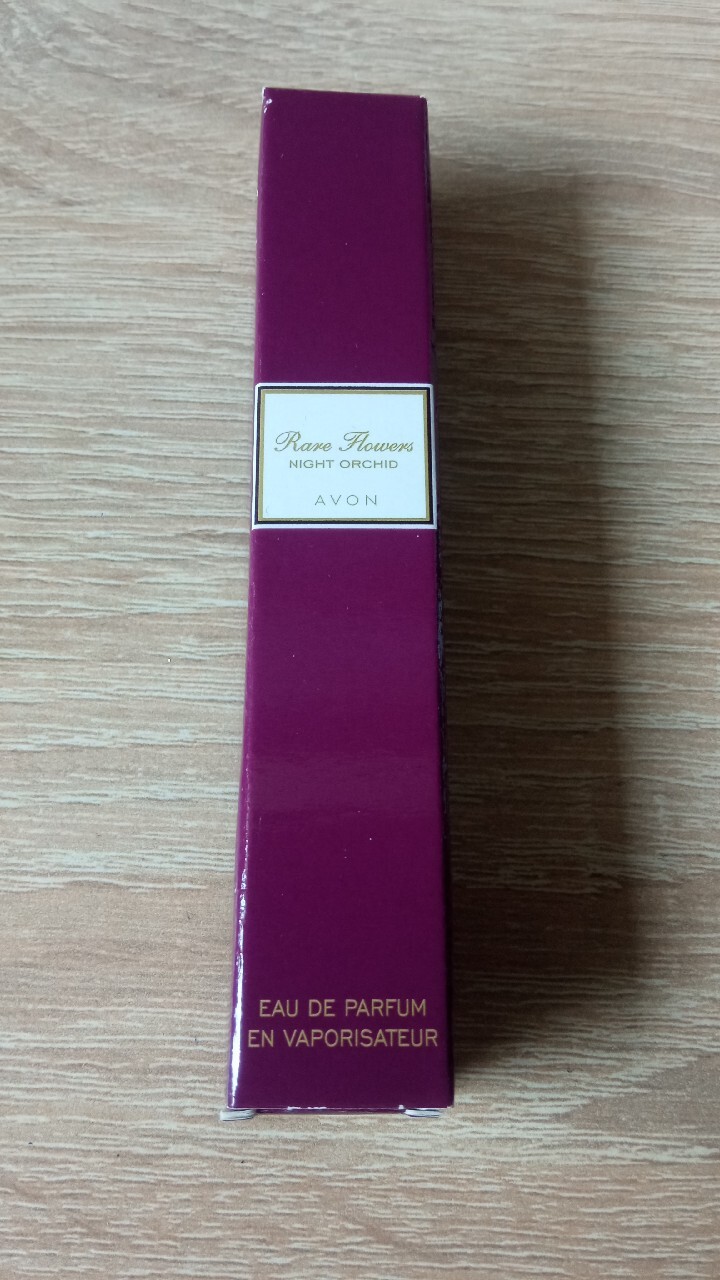 Rare Flowers
NIGHT ORCHID
AVON
EAU DE PARFUM
EN VAPORISATEUR